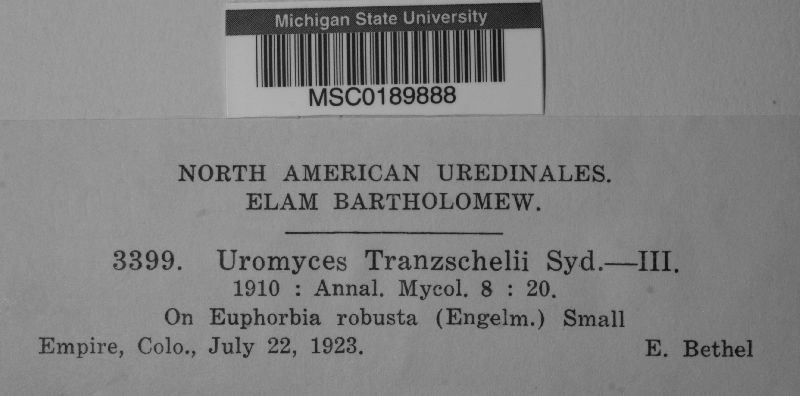 Michigan State University
MSC0189888
NORTH AMERICAN UREDINALES.
ELAM BARTHOLOMEW.
3399. Uromyces Tranzschelii Syd.—III.
1910 : Annal. Mycol. 8 : 20.
On Euphorbia robusta (Engelm.) Small
Empire, Colo., July 22, 1923. E. Bethel